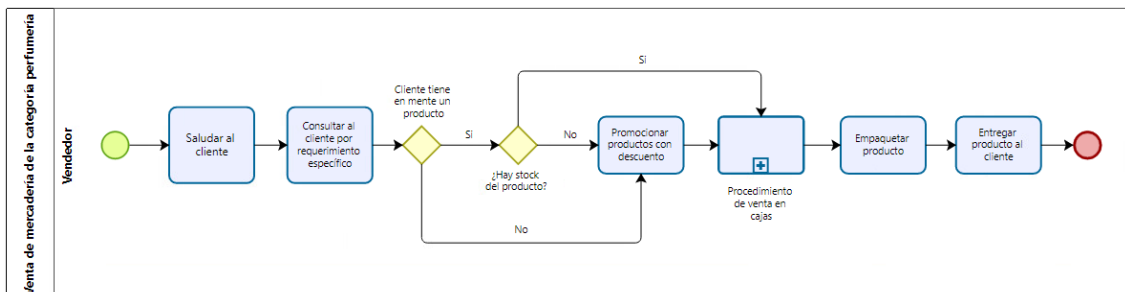 Venta de mercadería de la categoría perfumería
Vendedor
Saludar al
cliente
Consultar al
cliente por
requerimiento
específico
Cliente tiene
en mente un
producto
Si
¿Hay stock
del producto?
Si
No
No
Promocionar
productos con
descuento
Procedimiento
de venta en
cajas
Empaquetar
producto
Entregar
producto al
cliente